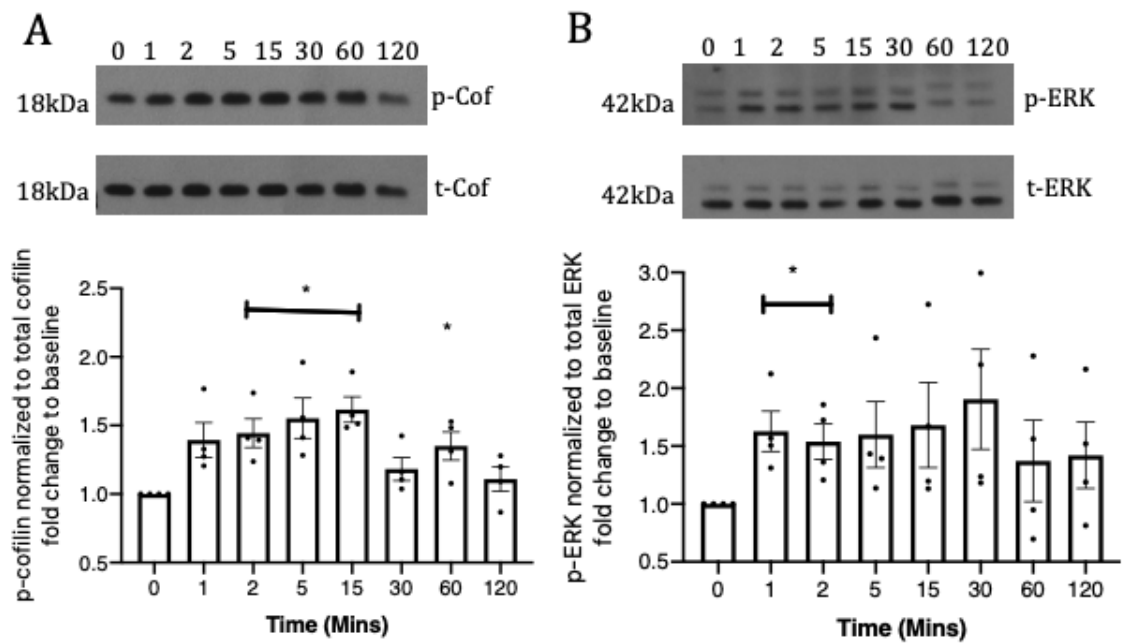 A
0 1 2 5 15 30 60 120
18kDa
p-Cof
18kDa
t-Cof
p-cofilin normalized to total cofilin
fold change to baseline
2.5
2.0
1.5
1.0
0.5
*
*
0 1 2 5 15 30 60 120
Time (Mins)
B
0 1 2 5 15 30 60 120
42kDa
p-ERK
42kDa
t-ERK
p-ERK normalized to total ERK
fold change to baseline
3.0
2.5
2.0
1.5
1.0
0.5
*
0 1 2 5 15 30 60 120
Time (Mins)